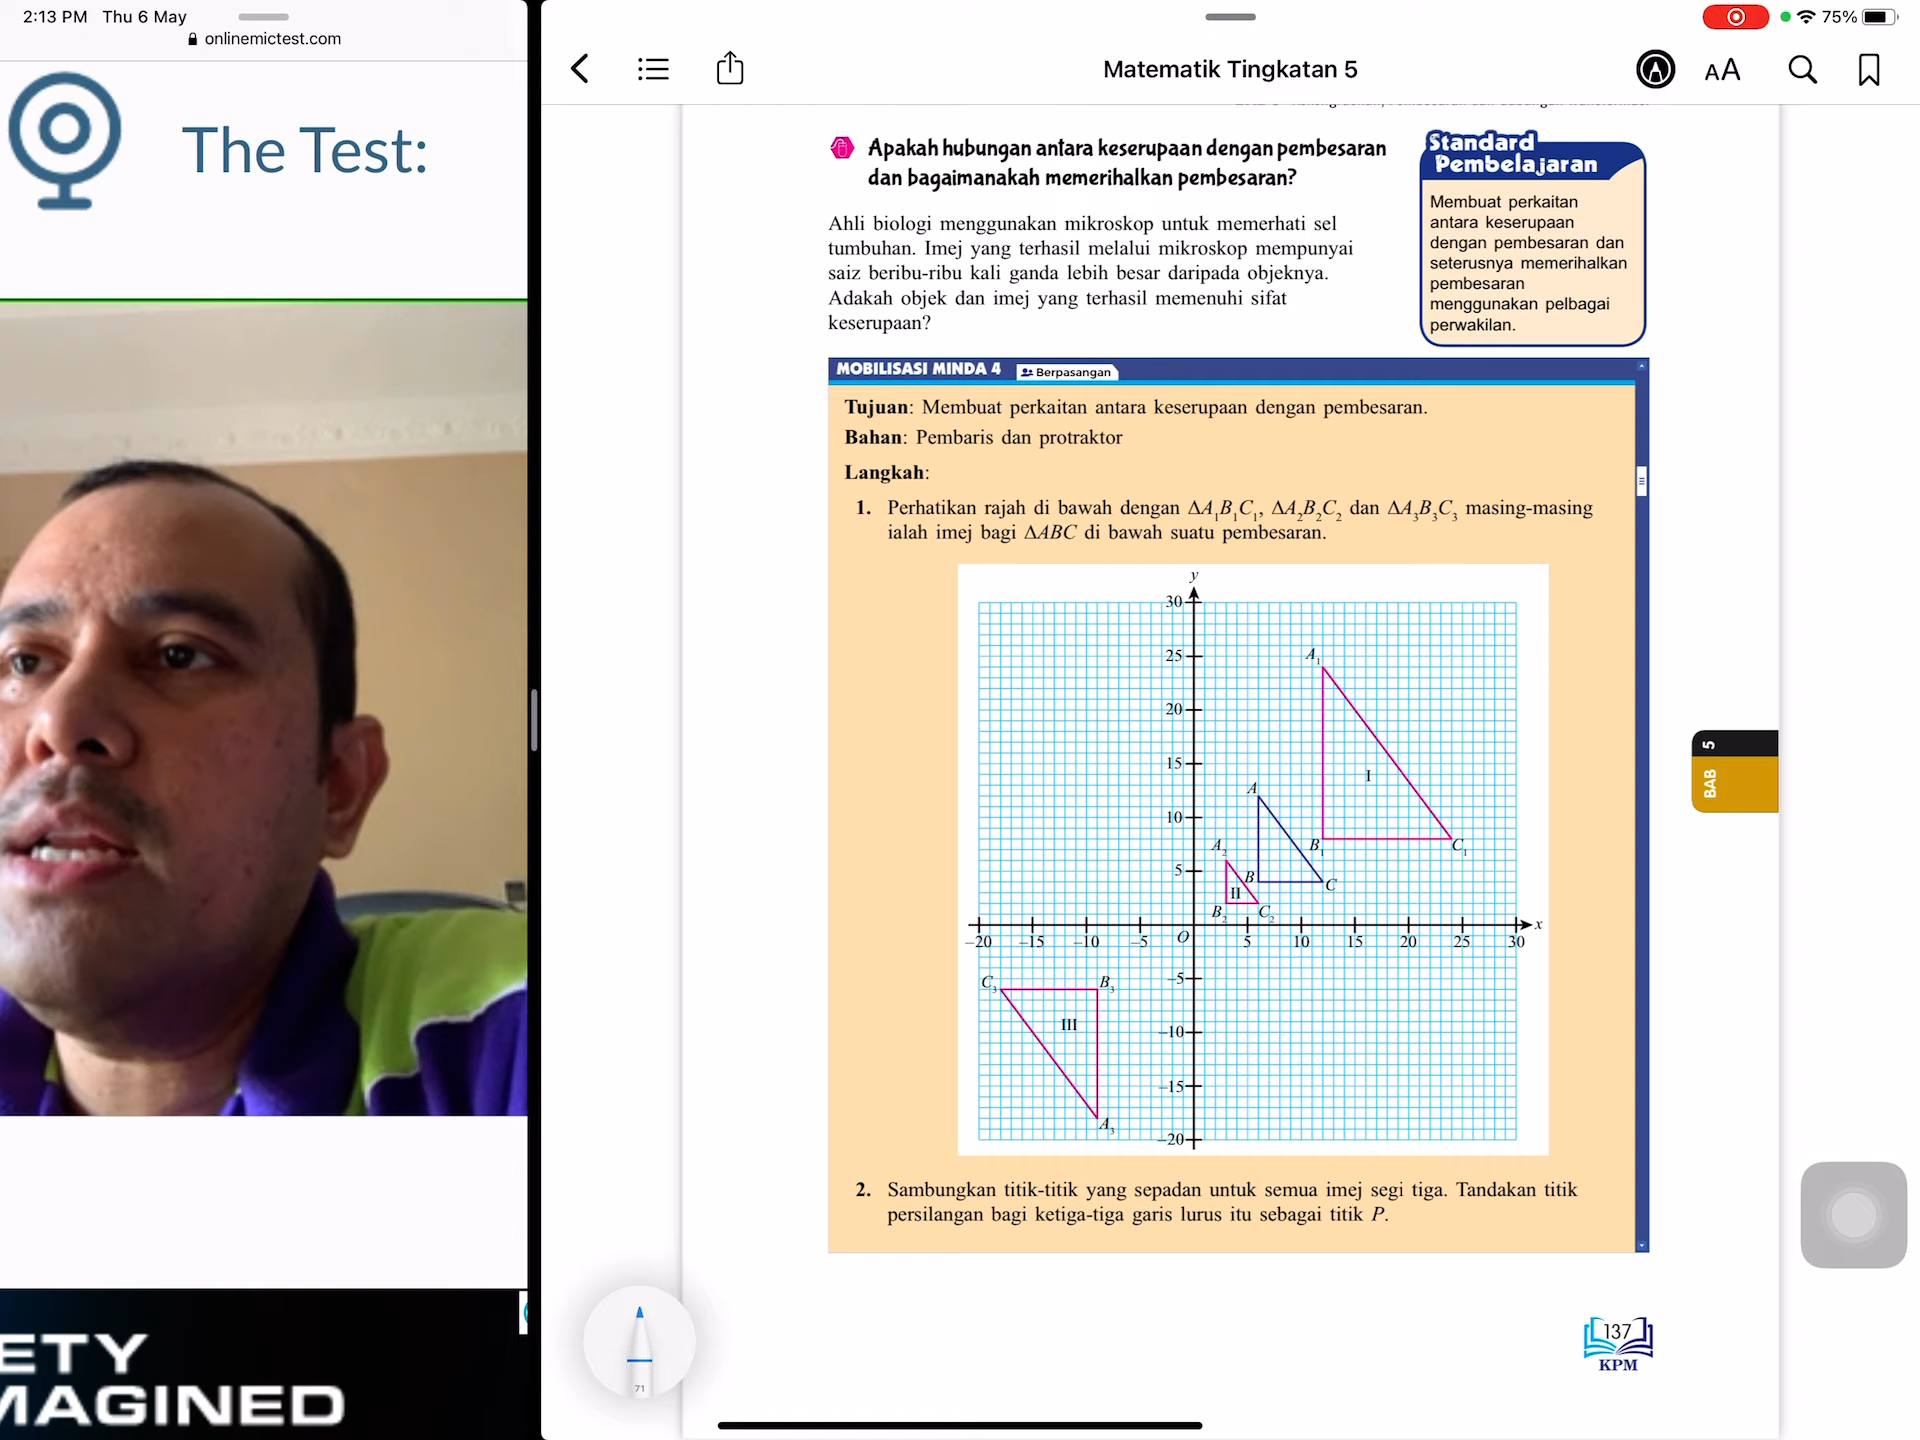 2:13 PM Thu 6 May
onlinemictest.com
The Test:
ETY
MAGINED
75%
Matematik Tingkatan 5
AA
Apakah hubungan antara keserupaan dengan pembesaran
dan bagaimanakah memerihalkan pembesaran?
Ahli biologi menggunakan mikroskop untuk memerhati sel
tumbuhan. Imej yang terhasil melalui mikroskop mempunyai
saiz beribu-ribu kali ganda lebih besar daripada objeknya.
Adakah objek dan imej yang terhasil memenuhi sifat
keserupaan?
Standard
Pembelajaran
Membuat perkaitan
antara keserupaan
dengan pembesaran dan
seterusnya memerihalkan
pembesaran
menggunakan pelbagai
perwakilan.
MOBILISASI MINDA 4 Berpasangan
Tujuan: Membuat perkaitan antara keserupaan dengan pembesaran.
Bahan: Pembaris dan protraktor
Langkah:
1. Perhatikan rajah di bawah dengan ΔA₁B₁C₁, ΔA₂B₂C₂ dan ΔA₃B₃C₃ masing-masing
ialah imej bagi ΔABC di bawah suatu pembesaran.
y
30
25
A₁
20
15
I
A
10
A₂
B₁
C₁
5
B
II
C
B₂
C₂
x
−20 −15 −10 −5 O 5 10 15 20 25 30
C₃
B₃
−5
III
−10
−15
A₃
−20
2. Sambungkan titik-titik yang sepadan untuk semua imej segi tiga. Tandakan titik
persilangan bagi ketiga-tiga garis lurus itu sebagai titik P.
BAB 5
71
137
KPM